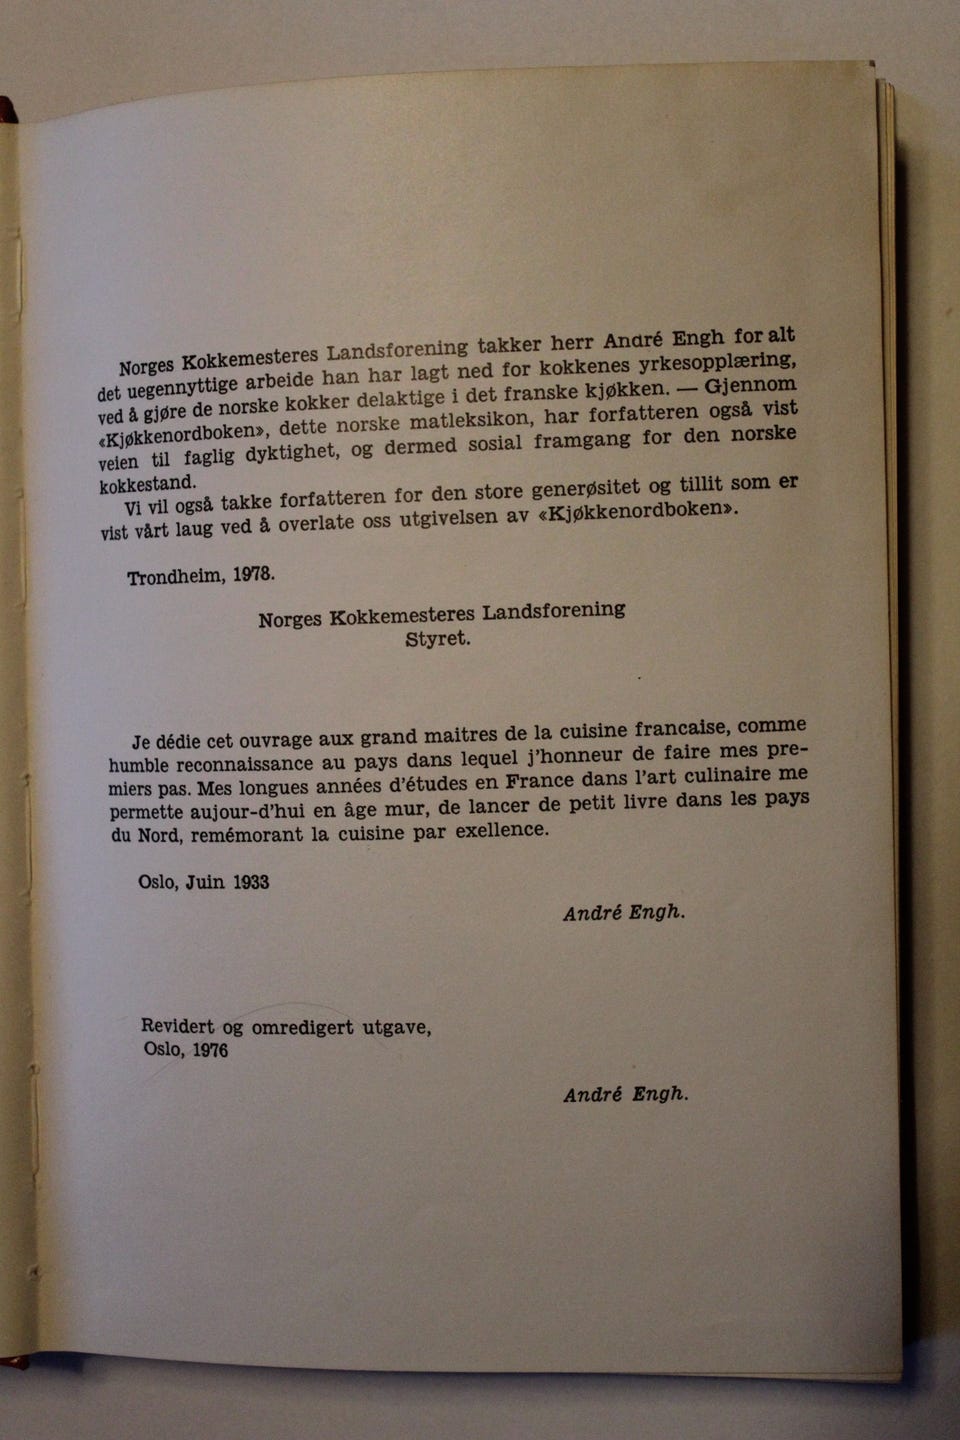 Norges Kokkemesteres Landsforening takker herr André Engh for alt
det uegennyttige arbeide han har lagt ned for kokkenes yrkesopplæring,
ved å gjøre de norske kokker delaktige i det franske kjøkken. — Gjennom
«Kjøkkenordboken», dette norske matleksikon, har forfatteren også vist
veien til faglig dyktighet, og dermed sosial framgang for den norske
kokkestand.
Vi vil også takke forfatteren for den store generøsitet og tillit som er
vist vårt laug ved å overlate oss utgivelsen av «Kjøkkenordboken».
Trondheim, 1978.
Norges Kokkemesteres Landsforening
Styret.
Je dédie cet ouvrage aux grand maitres de la cuisine francaise, comme
humble reconnaissance au pays dans lequel j'honneur de faire mes pre-
miers pas. Mes longues années d'études en France dans l'art culinaire me
permette aujour-d'hui en âge mur, de lancer de petit livre dans les pays
du Nord, remémorant la cuisine par exellence.
Oslo, Juin 1933
André Engh.
Revidert og omredigert utgave,
Oslo, 1976
André Engh.